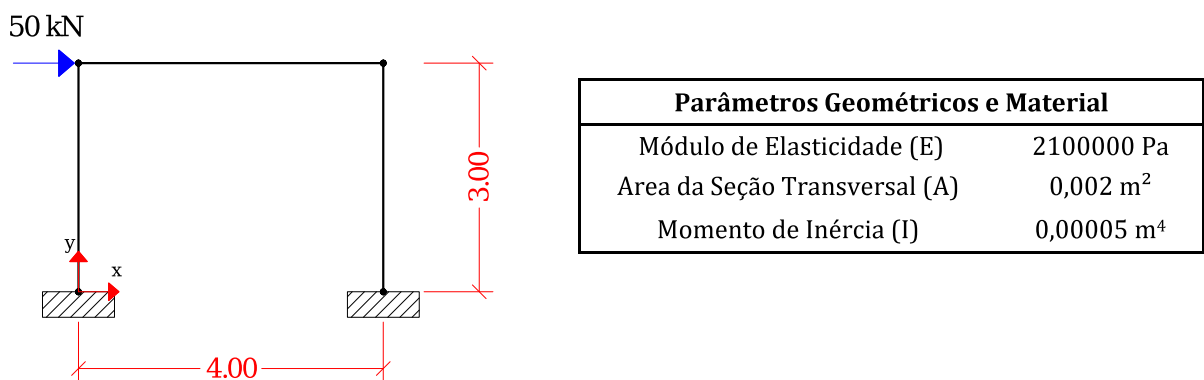 50 kN
3.00
y
x
4.00
Parâmetros Geométricos e Material
Módulo de Elasticidade (E) 2100000 Pa
Area da Seção Transversal (A) 0,002 m²
Momento de Inércia (I) 0,00005 m⁴